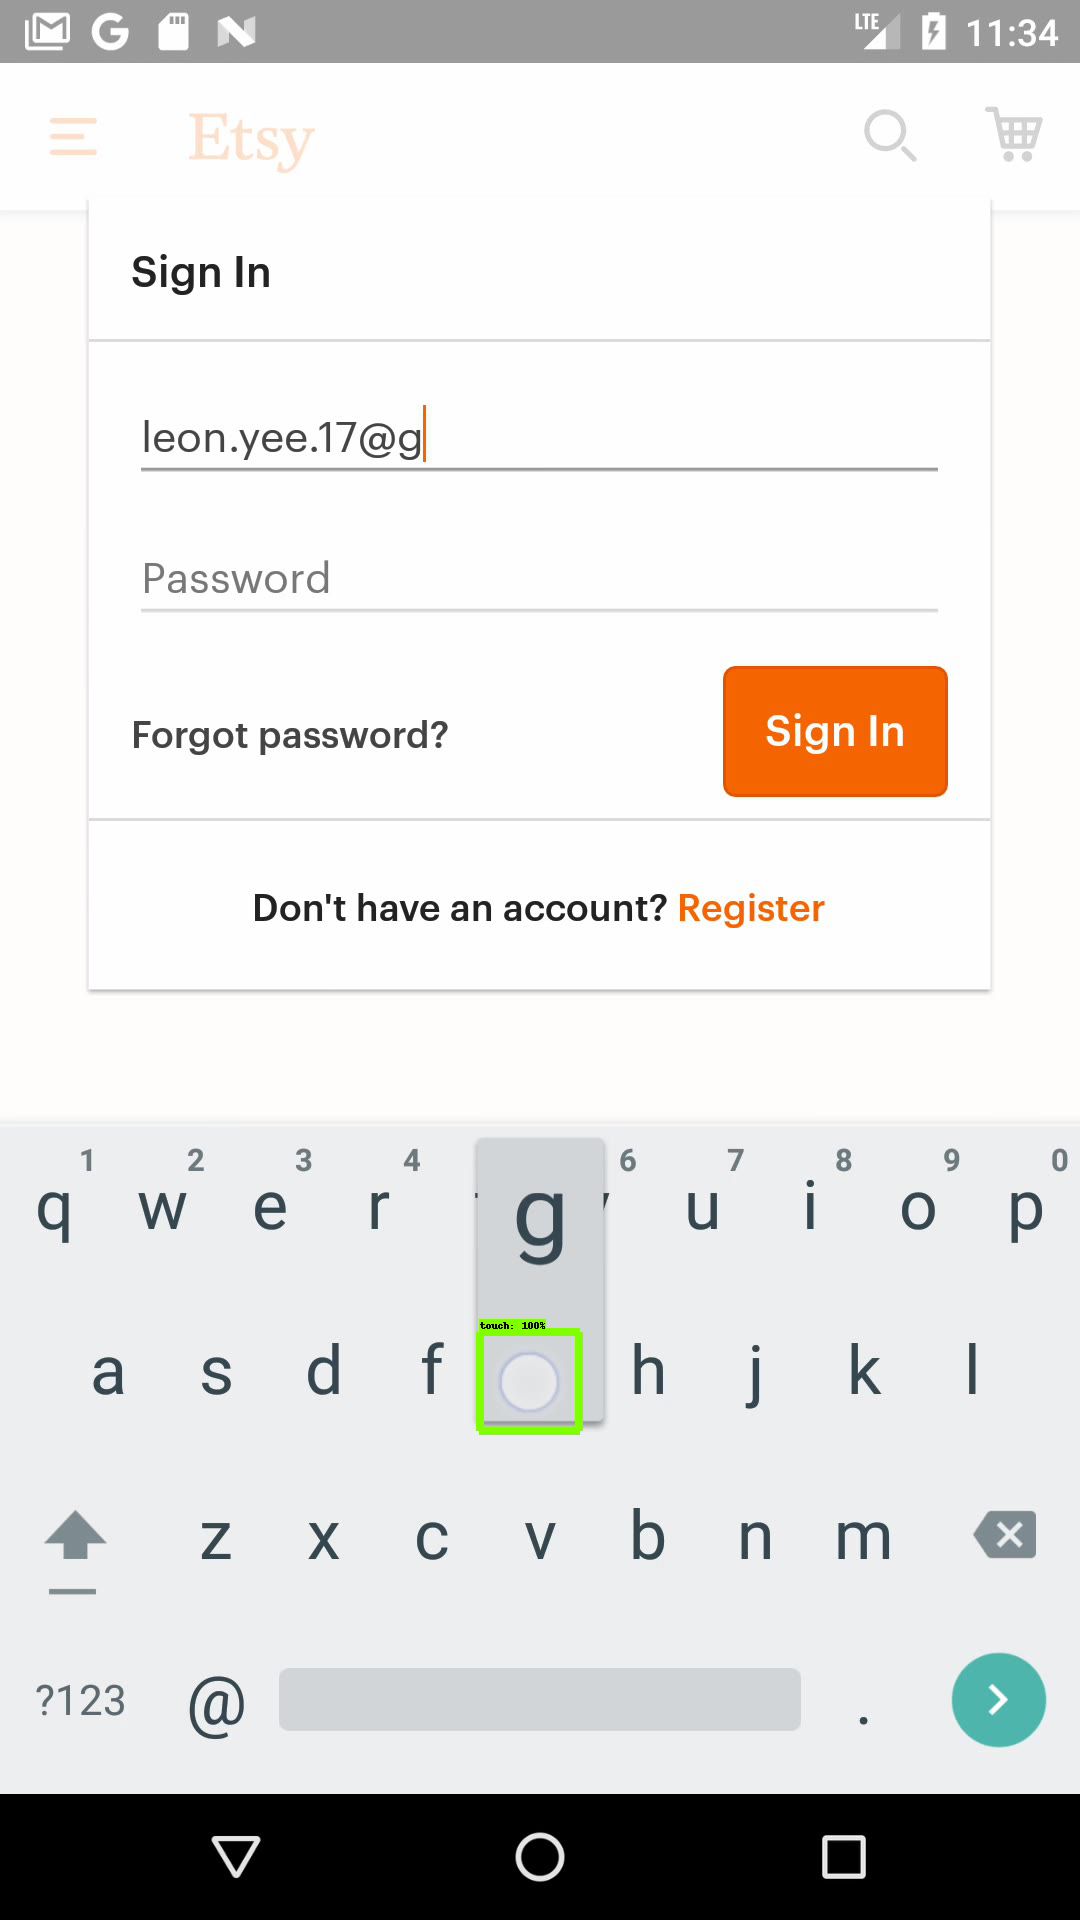 LTE 11:34
Etsy
Sign In
leon.yee.17@g
Password
Forgot password?
Sign In
Don't have an account? Register
1 2 3 4 6 7 8 9 0
q w e r g u i o p
touch: 100%
a s d f h j k l
z x c v b n m
?123 @ .